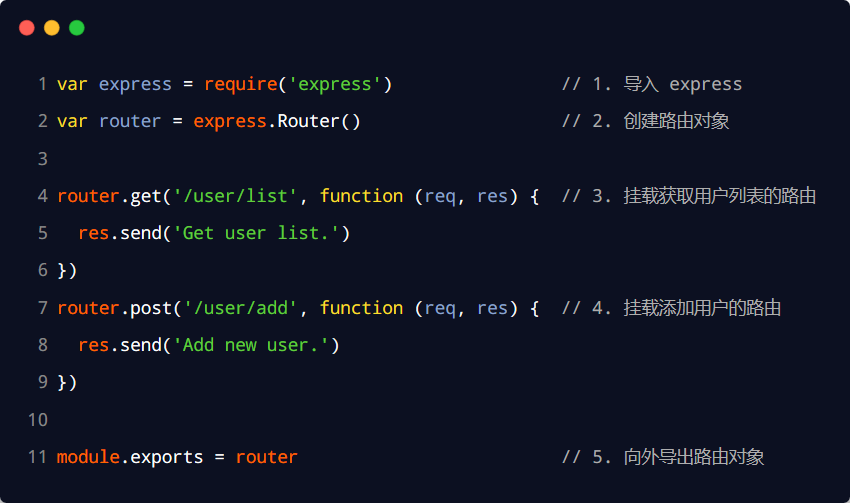 1 var express = require('express') // 1. 导入 express
2 var router = express.Router() // 2. 创建路由对象
3
4 router.get('/user/list', function (req, res) { // 3. 挂载获取用户列表的路由
5   res.send('Get user list.')
6 })
7 router.post('/user/add', function (req, res) { // 4. 挂载添加用户的路由
8   res.send('Add new user.')
9 })
10
11 module.exports = router // 5. 向外导出路由对象